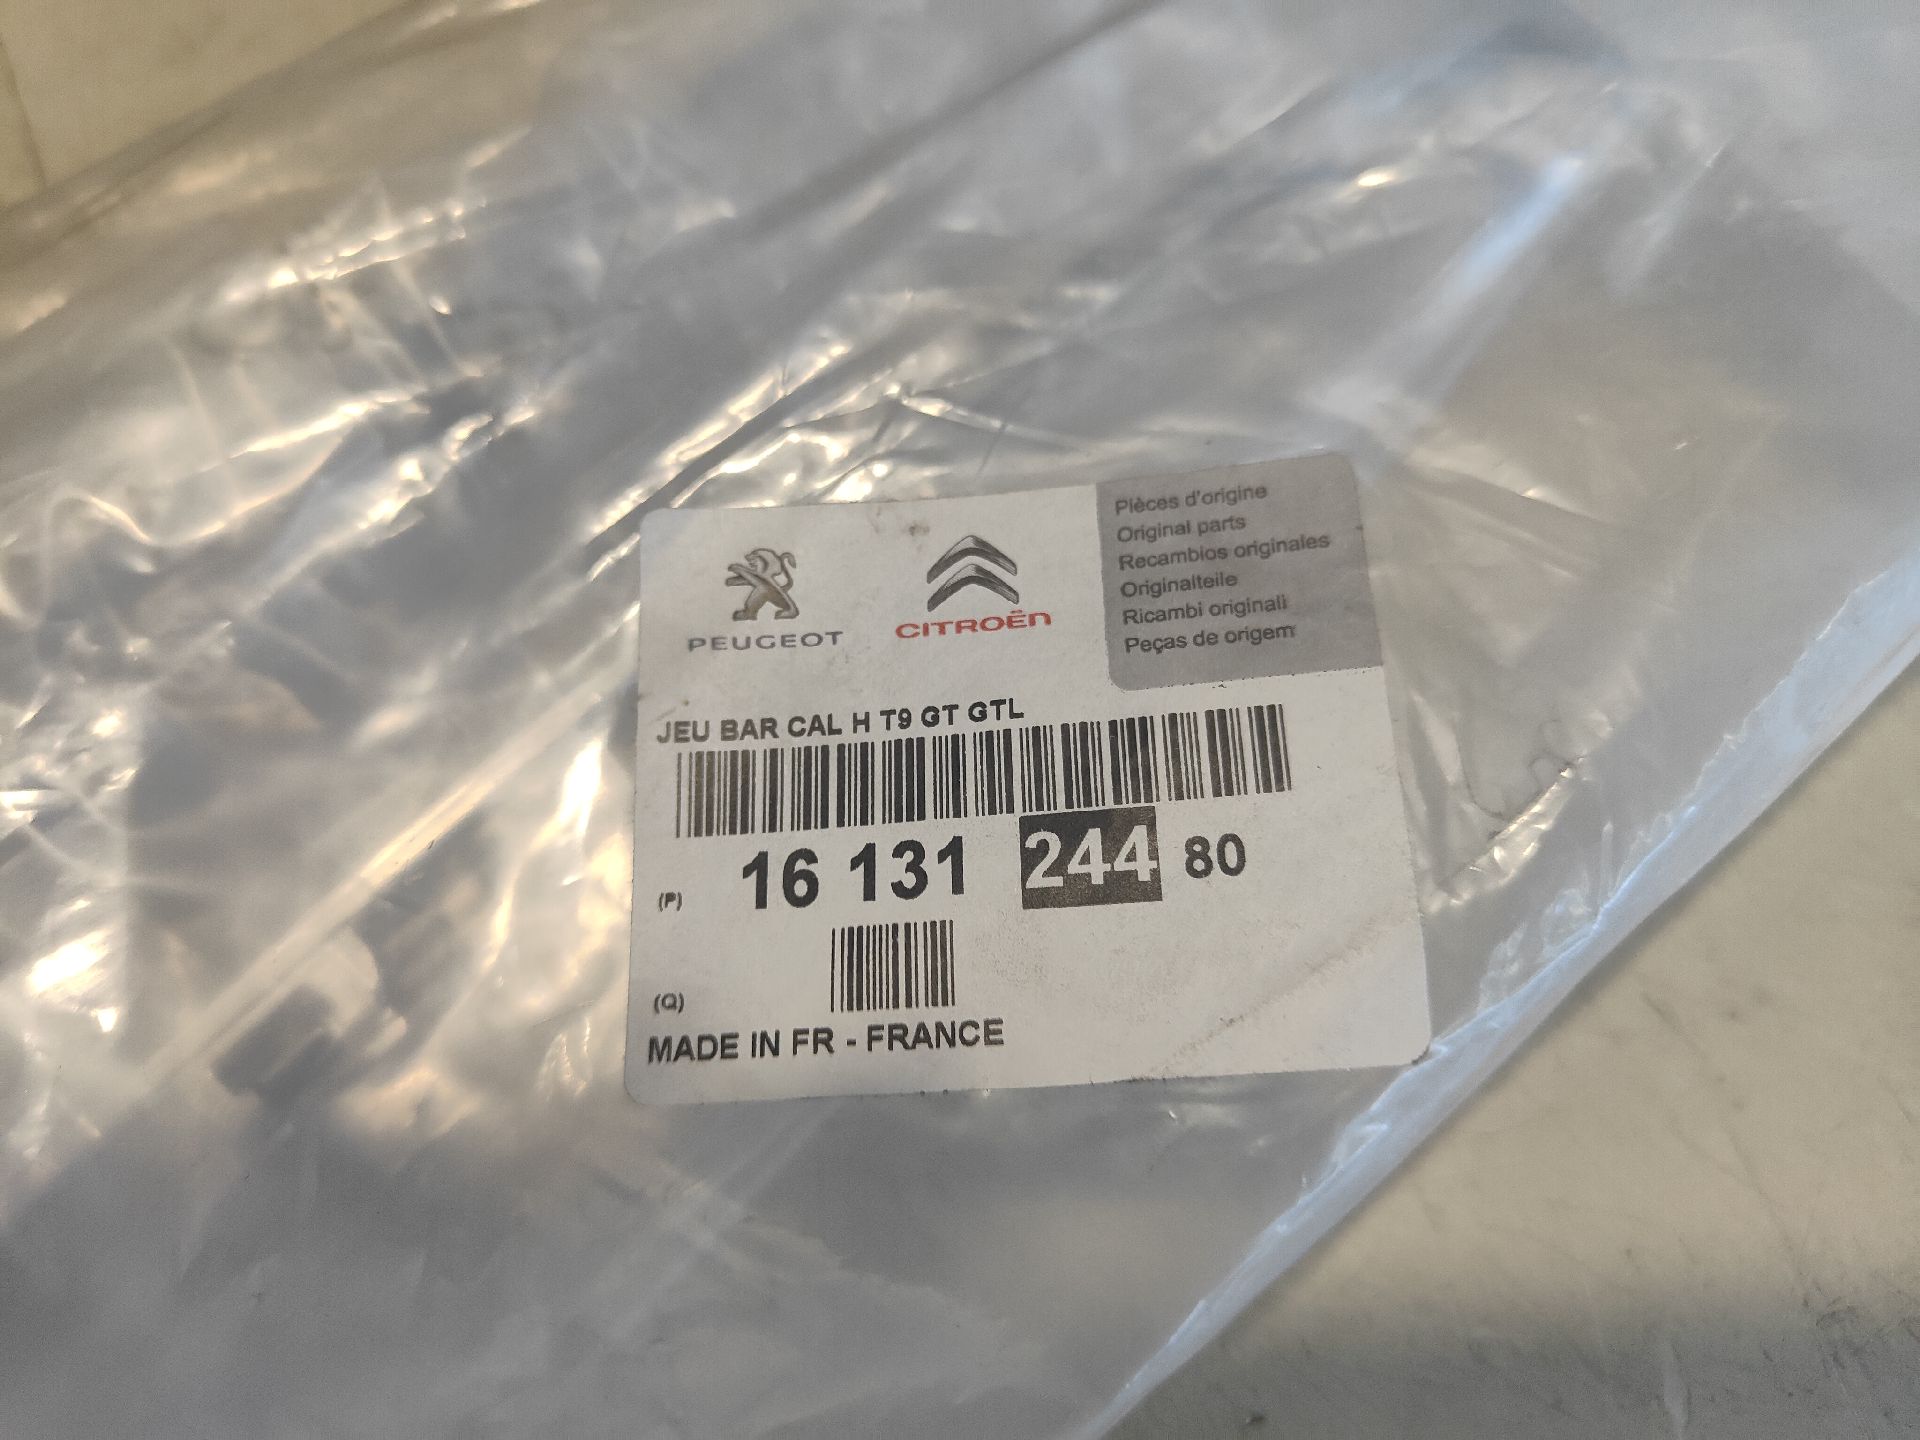 PEUGEOT
CITROËN
Pièces d'origine
Original parts
Recambios originales
Originalteile
Ricambi originali
Peças de origem
JEU BAR CAL H T9 GT GTL
(P) 16 131 244 80
(Q)
MADE IN FR - FRANCE